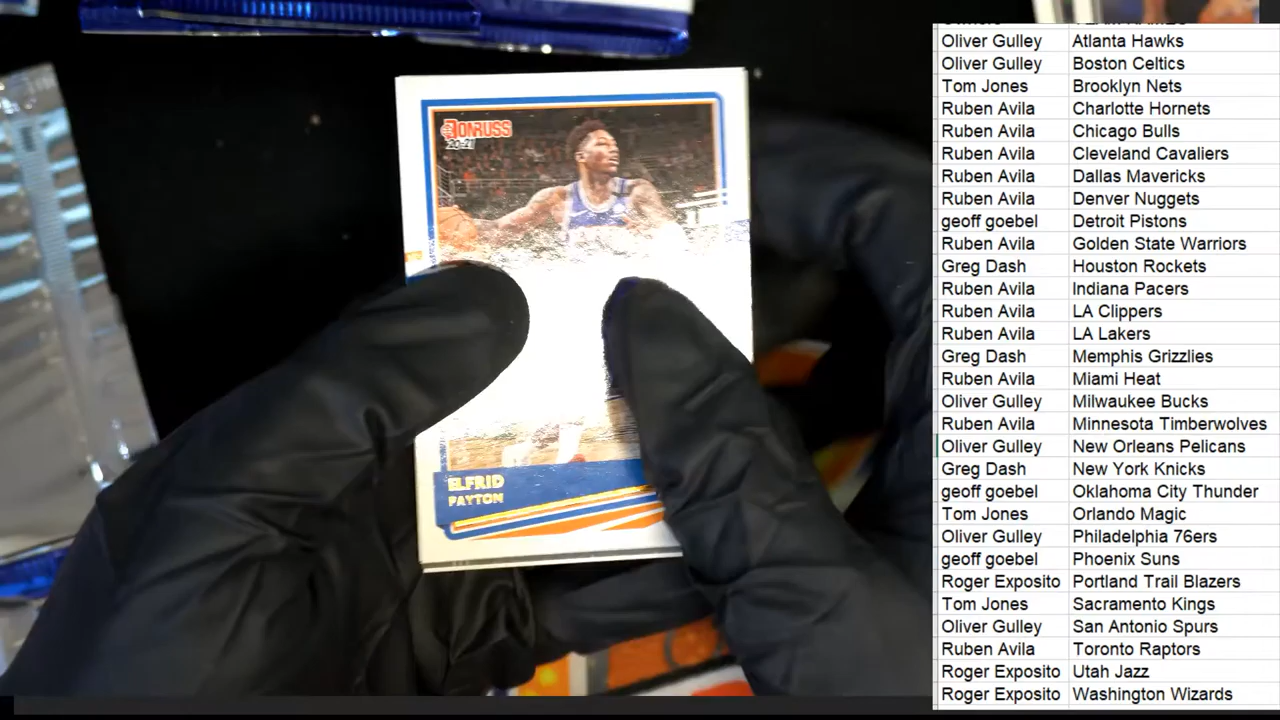 DONRUSS
20-21
ELFRID
PAYTON
Oliver Gulley Atlanta Hawks
Oliver Gulley Boston Celtics
Tom Jones Brooklyn Nets
Ruben Avila Charlotte Hornets
Ruben Avila Chicago Bulls
Ruben Avila Cleveland Cavaliers
Ruben Avila Dallas Mavericks
Ruben Avila Denver Nuggets
geoff goebel Detroit Pistons
Ruben Avila Golden State Warriors
Greg Dash Houston Rockets
Ruben Avila Indiana Pacers
Ruben Avila LA Clippers
Ruben Avila LA Lakers
Greg Dash Memphis Grizzlies
Ruben Avila Miami Heat
Oliver Gulley Milwaukee Bucks
Ruben Avila Minnesota Timberwolves
Oliver Gulley New Orleans Pelicans
Greg Dash New York Knicks
geoff goebel Oklahoma City Thunder
Tom Jones Orlando Magic
Oliver Gulley Philadelphia 76ers
geoff goebel Phoenix Suns
Roger Exposito Portland Trail Blazers
Tom Jones Sacramento Kings
Oliver Gulley San Antonio Spurs
Ruben Avila Toronto Raptors
Roger Exposito Utah Jazz
Roger Exposito Washington Wizards